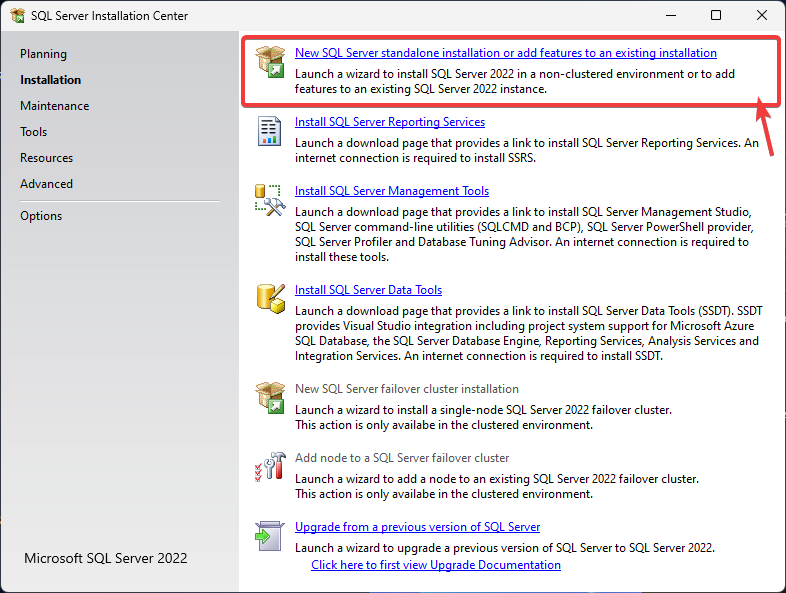 SQL Server Installation Center
Planning
Installation
Maintenance
Tools
Resources
Advanced
Options
Microsoft SQL Server 2022
New SQL Server standalone installation or add features to an existing installation
Launch a wizard to install SQL Server 2022 in a non-clustered environment or to add
features to an existing SQL Server 2022 instance.
Install SQL Server Reporting Services
Launch a download page that provides a link to install SQL Server Reporting Services. An
internet connection is required to install SSRS.
Install SQL Server Management Tools
Launch a download page that provides a link to install SQL Server Management Studio,
SQL Server command-line utilities (SQLCMD and BCP), SQL Server PowerShell provider,
SQL Server Profiler and Database Tuning Advisor. An internet connection is required to
install these tools.
Install SQL Server Data Tools
Launch a download page that provides a link to install SQL Server Data Tools (SSDT). SSDT
provides Visual Studio integration including project system support for Microsoft Azure
SQL Database, the SQL Server Database Engine, Reporting Services, Analysis Services and
Integration Services. An internet connection is required to install SSDT.
New SQL Server failover cluster installation
Launch a wizard to install a single-node SQL Server 2022 failover cluster.
This action is only availabe in the clustered environment.
Add node to a SQL Server failover cluster
Launch a wizard to add a node to an existing SQL Server 2022 failover cluster.
This action is only availabe in the clustered environment.
Upgrade from a previous version of SQL Server
Launch a wizard to upgrade a previous version of SQL Server to SQL Server 2022.
Click here to first view Upgrade Documentation